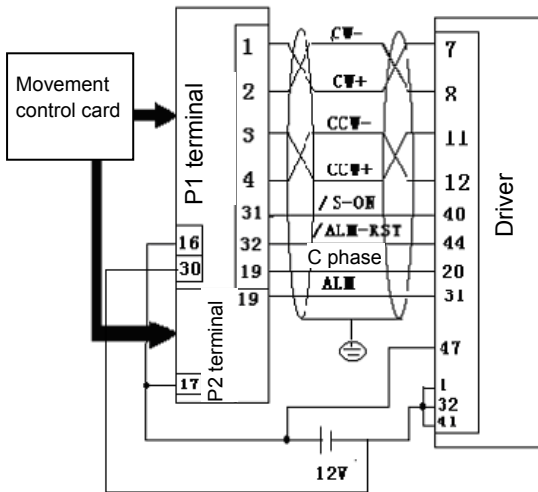 Movement
control card
P1 terminal
P2 terminal
1
2
3
4
31
32
19
19
16
30
17
CW-
CW+
CCW-
CCW+
/S-ON
/ALM-RST
C phase
ALM
7
8
11
12
40
44
20
31
47
1
32
41
Driver
12V